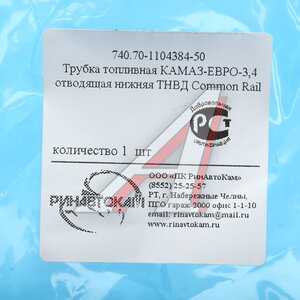 740.70-1104384-50
Трубка топливная КАМАЗ-ЕВРО-3,4
отводящая нижняя ТНВД Common Rail
Добровольная
РСТ
сертификация
количество 1 шт
ООО «ПК РинАвтоКам»
(8552) 25-25-57
РТ, г. Набережные Челны,
ПГО гараж 2000 офис 1-1-10
email: rinavtokam@mail.ru
www.rinavtokam.ru
РИНАВТОКАМ